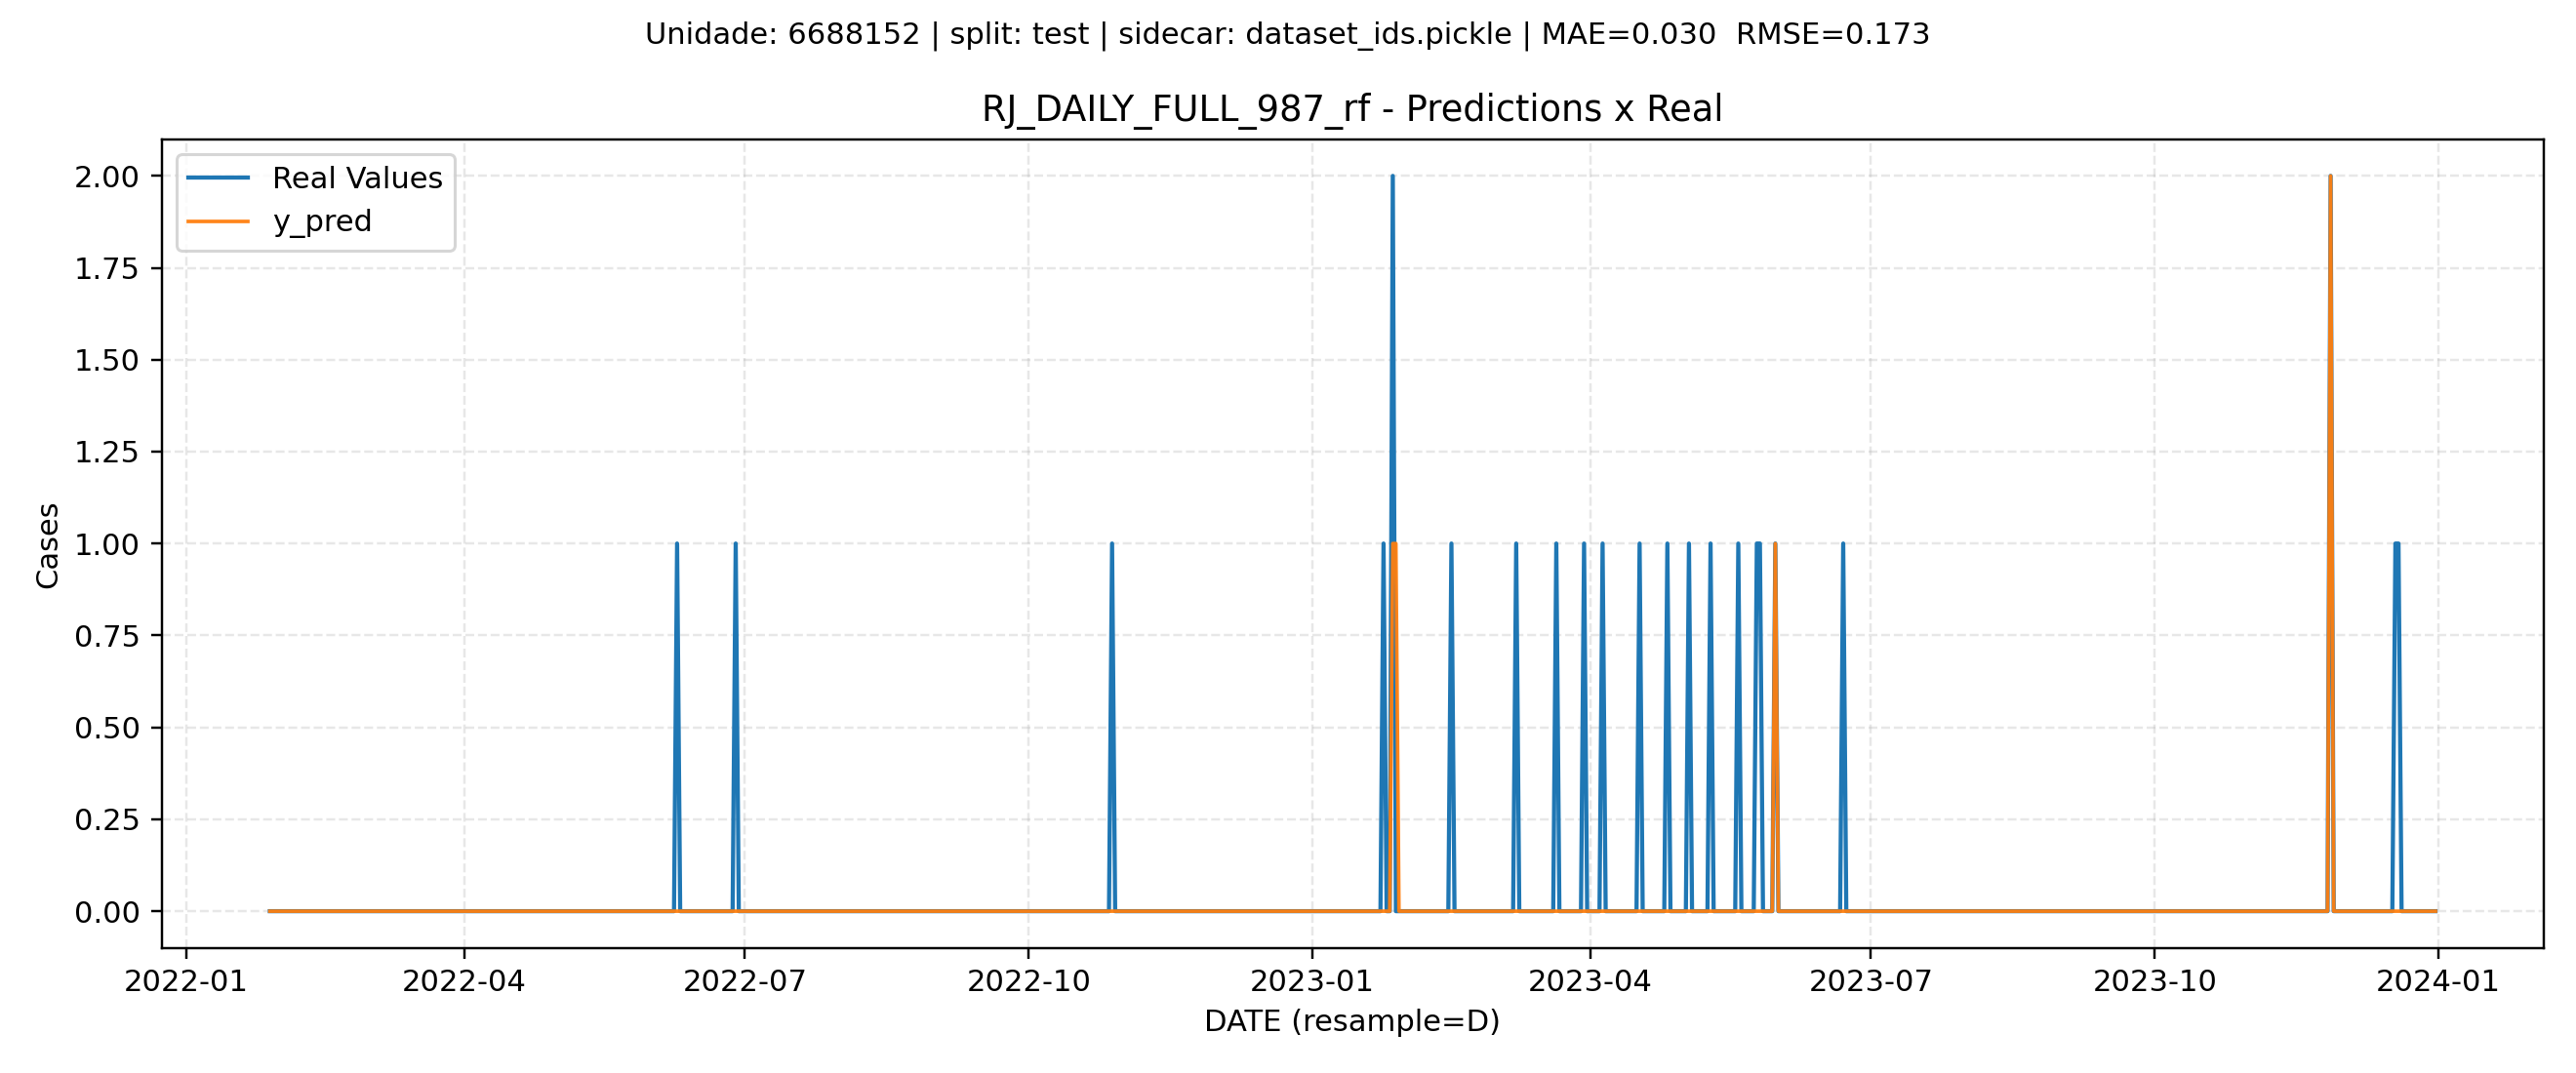 Unidade: 6688152 | split: test | sidecar: dataset_ids.pickle | MAE=0.030  RMSE=0.173
RJ_DAILY_FULL_987_rf - Predictions x Real
Real Values
y_pred
2.00
1.75
1.50
1.25
1.00
0.75
0.50
0.25
0.00
Cases
2022-01 2022-04 2022-07 2022-10 2023-01 2023-04 2023-07 2023-10 2024-01
DATE (resample=D)